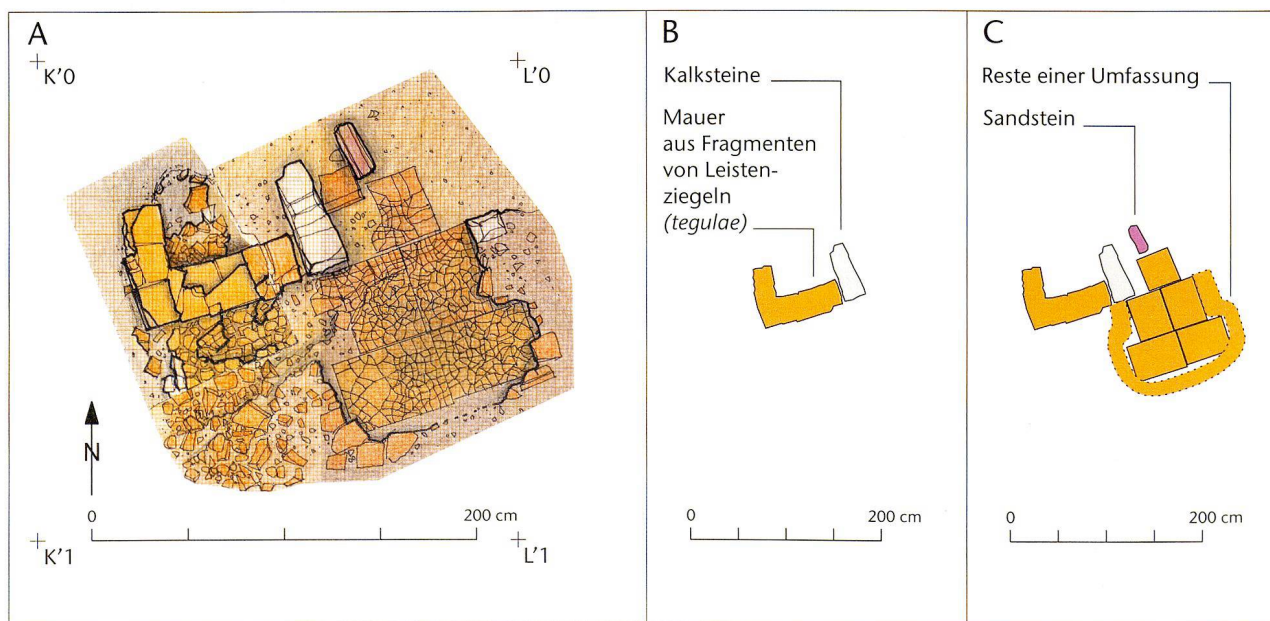 A
K'0
L'0
N
0
200 cm
K'1
L'1
B
Kalksteine
Mauer
aus Fragmenten
von Leisten-
ziegeln
(tegulae)
0
200 cm
C
Reste einer Umfassung
Sandstein
0
200 cm